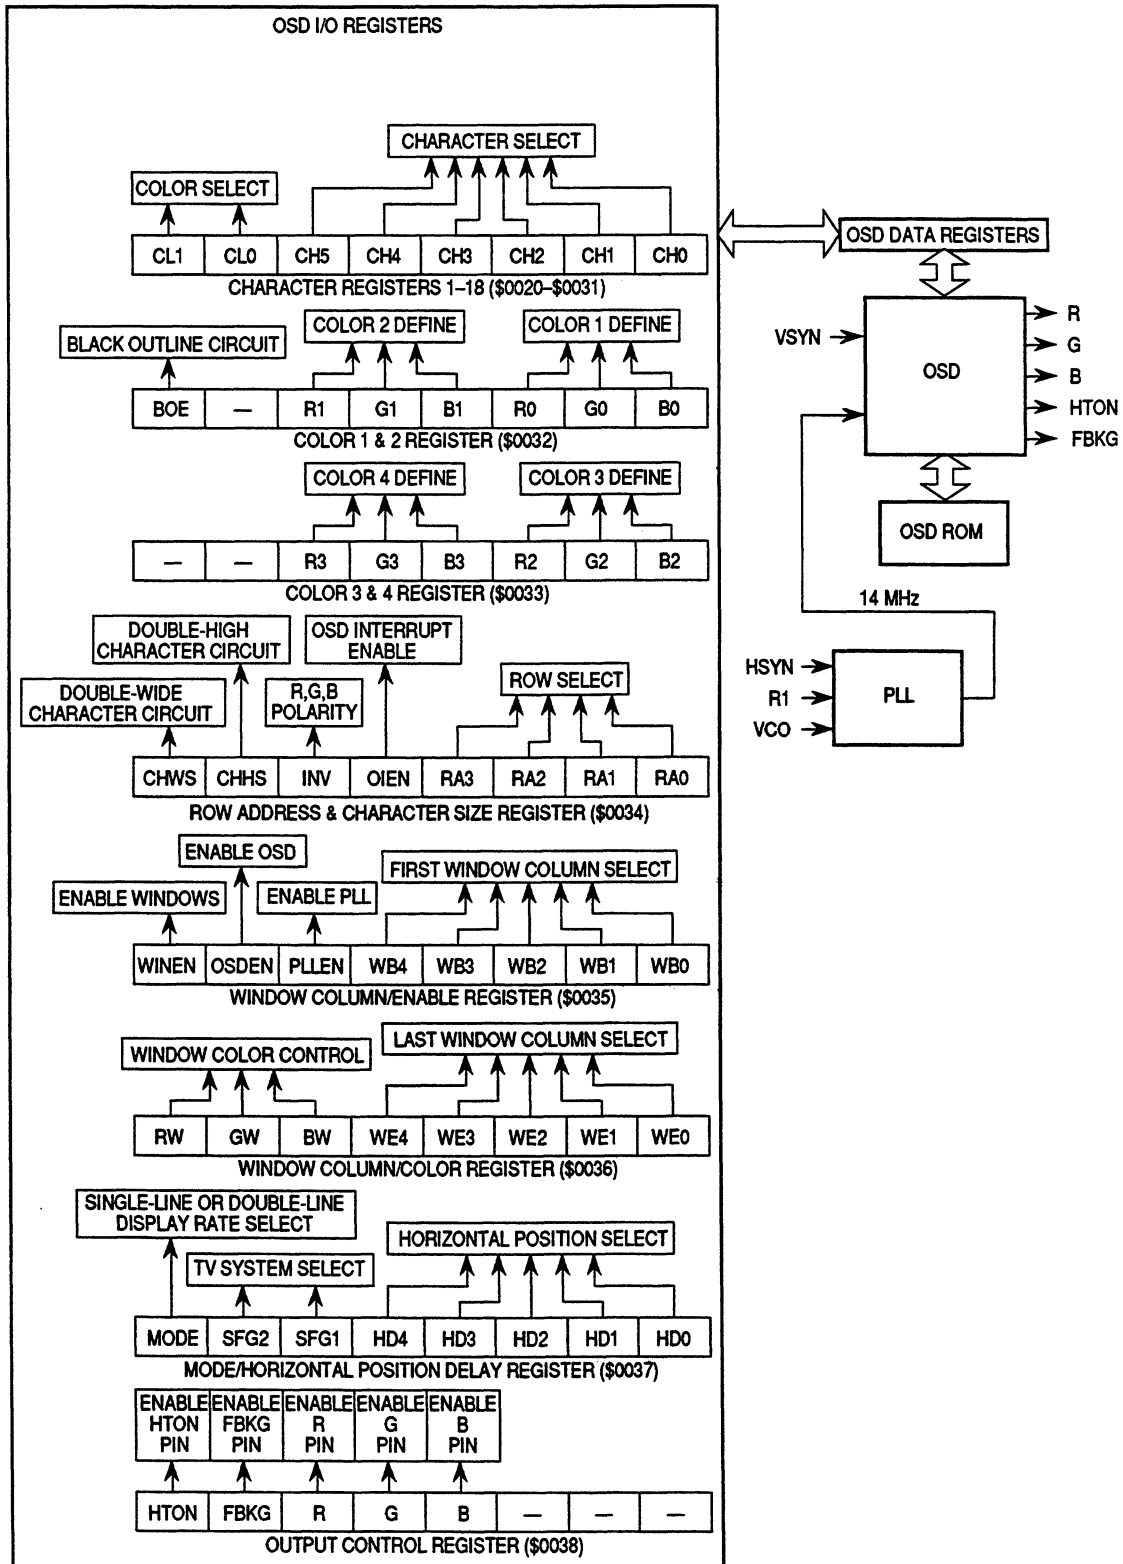 OSD I/O REGISTERS
CHARACTER SELECT
COLOR SELECT
CL1 CL0 CH5 CH4 CH3 CH2 CH1 CH0
CHARACTER REGISTERS 1–18 ($0020–$0031)
COLOR 2 DEFINE COLOR 1 DEFINE
BLACK OUTLINE CIRCUIT
BOE — R1 G1 B1 R0 G0 B0
COLOR 1 & 2 REGISTER ($0032)
COLOR 4 DEFINE COLOR 3 DEFINE
— — R3 G3 B3 R2 G2 B2
COLOR 3 & 4 REGISTER ($0033)
DOUBLE-HIGH
CHARACTER CIRCUIT
OSD INTERRUPT
ENABLE
DOUBLE-WIDE
CHARACTER CIRCUIT
R,G,B
POLARITY
ROW SELECT
CHWS CHHS INV OIEN RA3 RA2 RA1 RA0
ROW ADDRESS & CHARACTER SIZE REGISTER ($0034)
ENABLE OSD
FIRST WINDOW COLUMN SELECT
ENABLE WINDOWS ENABLE PLL
WINEN OSDEN PLLEN WB4 WB3 WB2 WB1 WB0
WINDOW COLUMN/ENABLE REGISTER ($0035)
LAST WINDOW COLUMN SELECT
WINDOW COLOR CONTROL
RW GW BW WE4 WE3 WE2 WE1 WE0
WINDOW COLUMN/COLOR REGISTER ($0036)
SINGLE-LINE OR DOUBLE-LINE
DISPLAY RATE SELECT
HORIZONTAL POSITION SELECT
TV SYSTEM SELECT
MODE SFG2 SFG1 HD4 HD3 HD2 HD1 HD0
MODE/HORIZONTAL POSITION DELAY REGISTER ($0037)
ENABLE ENABLE ENABLE ENABLE ENABLE
HTON FBKG R G B
PIN PIN PIN PIN PIN
HTON FBKG R G B — — —
OUTPUT CONTROL REGISTER ($0038)
OSD DATA REGISTERS
VSYN
OSD
R
G
B
HTON
FBKG
OSD ROM
14 MHz
HSYN
R1
VCO
PLL